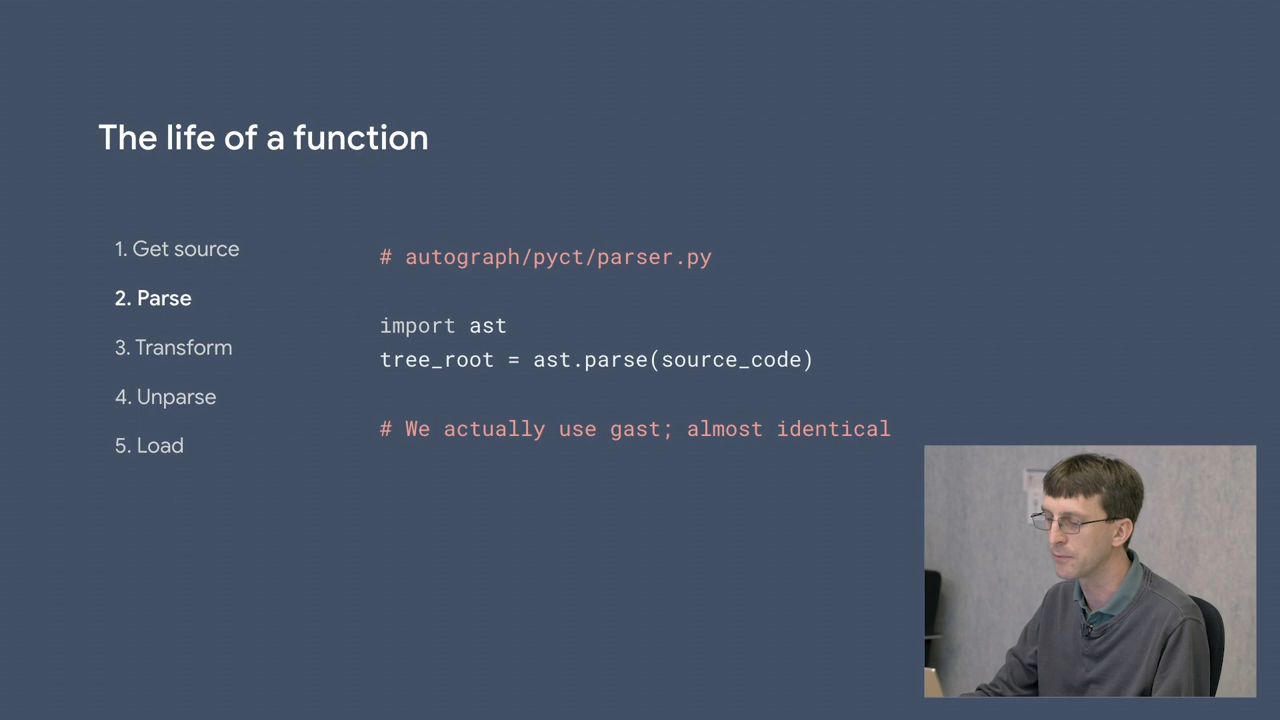 The life of a function
1. Get source
2. Parse
3. Transform
4. Unparse
5. Load
# autograph/pyct/parser.py
import ast
tree_root = ast.parse(source_code)
# We actually use gast; almost identical